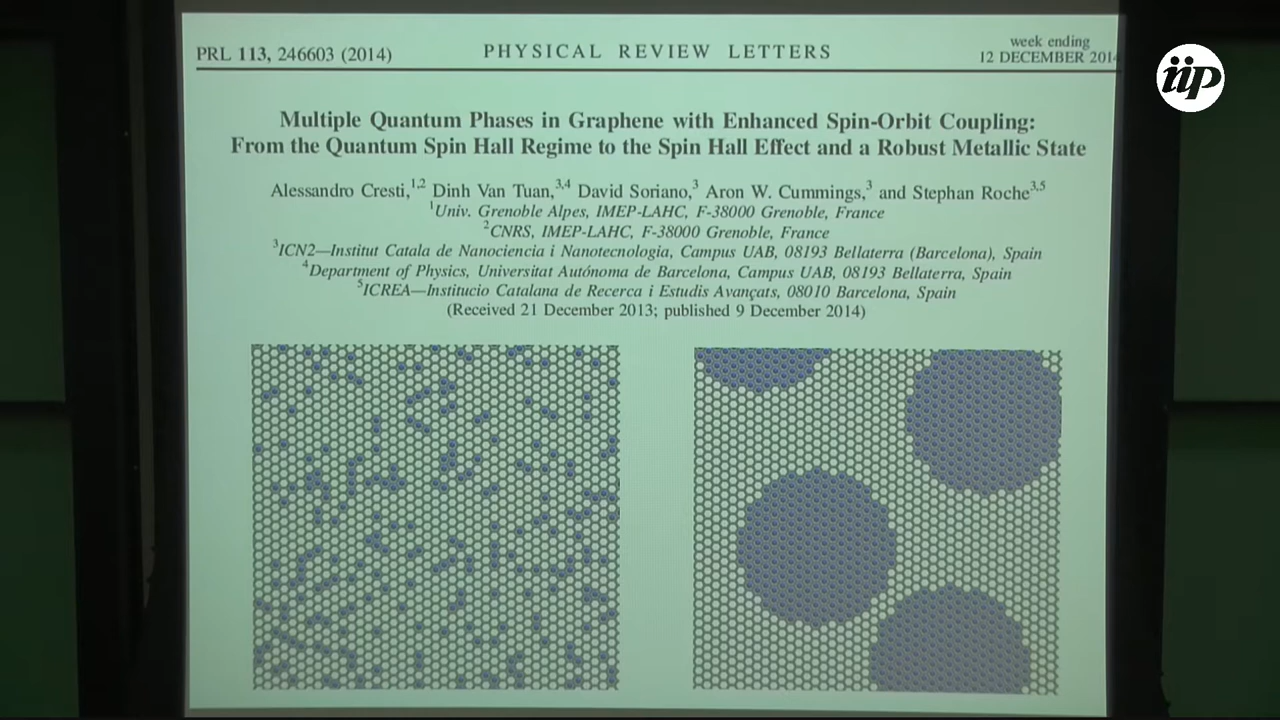 PRL 113, 246603 (2014)
PHYSICAL REVIEW LETTERS
week ending
12 DECEMBER 2014
iip
Multiple Quantum Phases in Graphene with Enhanced Spin-Orbit Coupling:
From the Quantum Spin Hall Regime to the Spin Hall Effect and a Robust Metallic State
Alessandro Cresti,1,2 Dinh Van Tuan,3,4 David Soriano,3 Aron W. Cummings,3 and Stephan Roche3,5
1Univ. Grenoble Alpes, IMEP-LAHC, F-38000 Grenoble, France
2CNRS, IMEP-LAHC, F-38000 Grenoble, France
3ICN2—Institut Catala de Nanociencia i Nanotecnologia, Campus UAB, 08193 Bellaterra (Barcelona), Spain
4Department of Physics, Universitat Autónoma de Barcelona, Campus UAB, 08193 Bellaterra, Spain
5ICREA—Institucio Catalana de Recerca i Estudis Avançats, 08010 Barcelona, Spain
(Received 21 December 2013; published 9 December 2014)